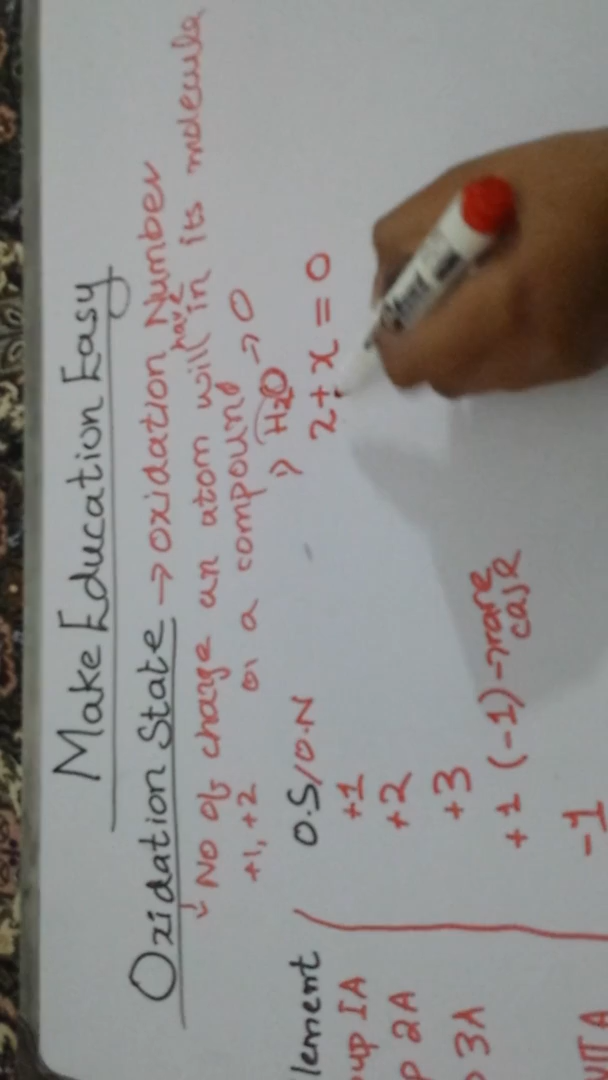 Make Education Easy
Oxidation State → oxidation Number
No of charge an atom will have in its molecule
+1, +2 or a compound → 0
1) H2O
2+x=0
lement O.S/O.N
up IA +1
p 2A +2
p 3A +3
+1 (-1) → rare case
-1